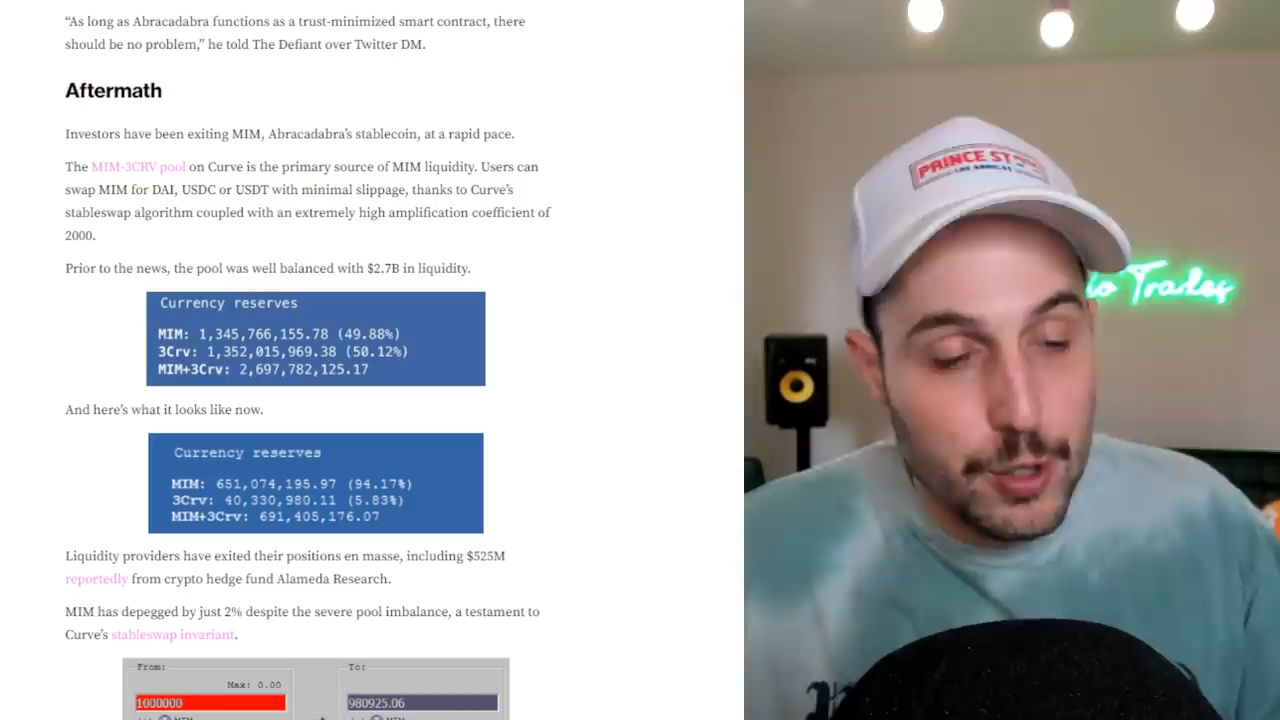 “As long as Abracadabra functions as a trust-minimized smart contract, there
should be no problem,” he told The Defiant over Twitter DM.
Aftermath
Investors have been exiting MIM, Abracadabra’s stablecoin, at a rapid pace.
The MIM-3CRV pool on Curve is the primary source of MIM liquidity. Users can
swap MIM for DAI, USDC or USDT with minimal slippage, thanks to Curve’s
stableswap algorithm coupled with an extremely high amplification coefficient of
2000.
Prior to the news, the pool was well balanced with $2.7B in liquidity.
Currency reserves
MIM: 1,345,766,155.78 (49.88%)
3Crv: 1,352,015,969.38 (50.12%)
MIM+3Crv: 2,697,782,125.17
And here’s what it looks like now.
Currency reserves
MIM: 651,074,195.97 (94.17%)
3Crv: 40,330,980.11 (5.83%)
MIM+3Crv: 691,405,176.07
Liquidity providers have exited their positions en masse, including $525M
reportedly from crypto hedge fund Alameda Research.
MIM has depegged by just 2% despite the severe pool imbalance, a testament to
Curve’s stableswap invariant.
From:
To:
Max: 0.00
1000000
980925.06
PRINCE ST
LOS ANGELES
io Trades